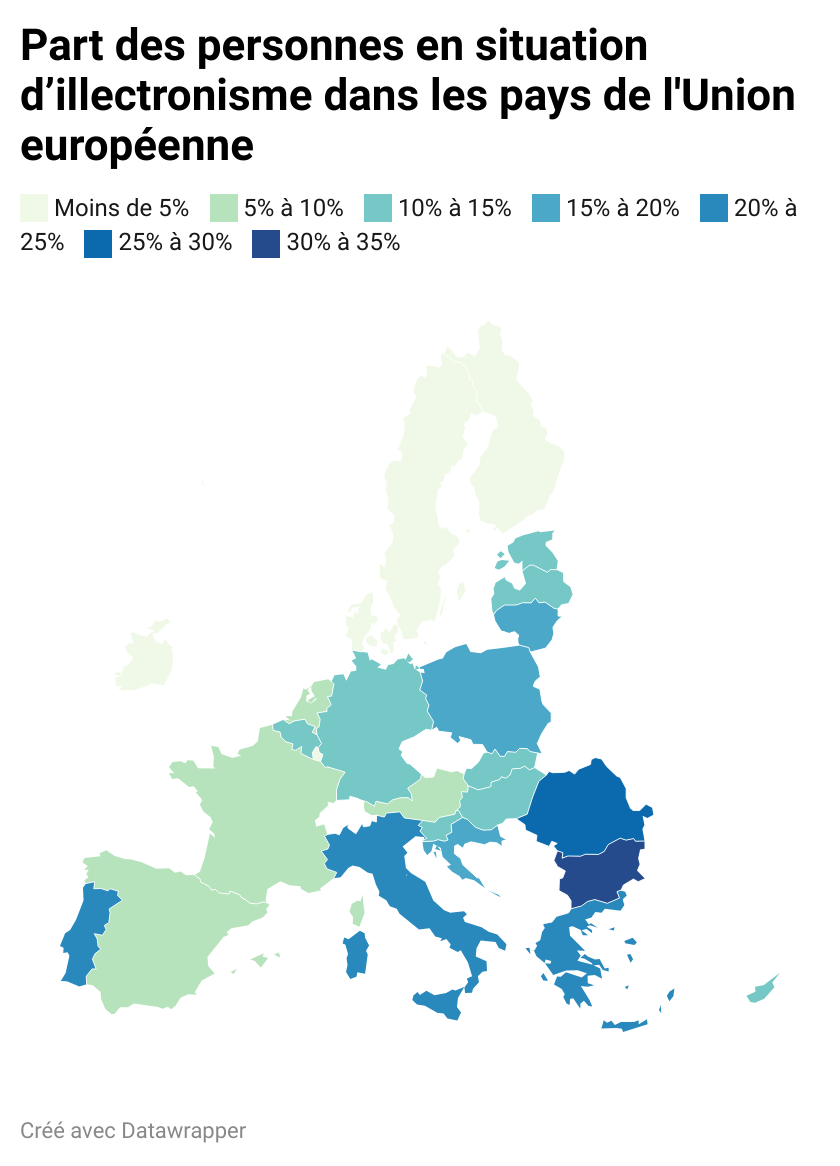 Part des personnes en situation
d’illectronisme dans les pays de l'Union
européenne
Moins de 5% 5% à 10% 10% à 15% 15% à 20% 20% à
25% 25% à 30% 30% à 35%
Créé avec Datawrapper